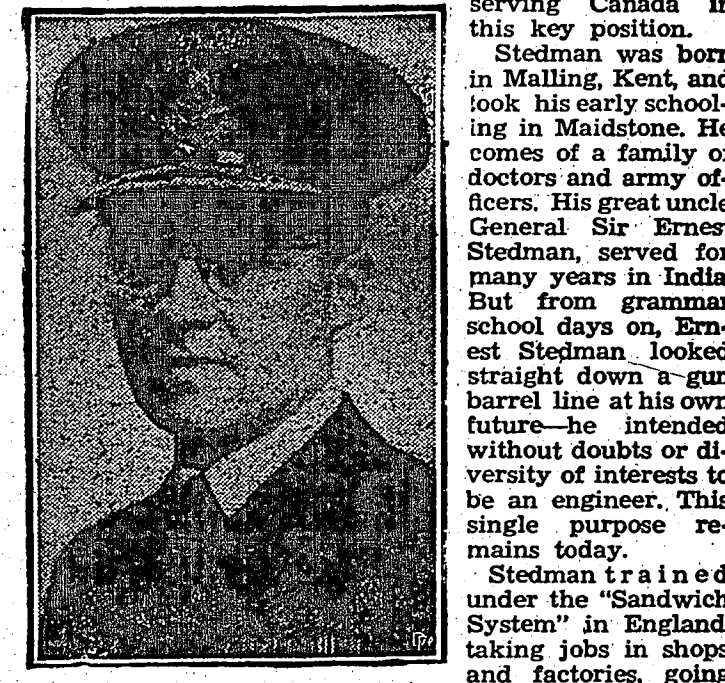 serving Canada in
this key position.
Stedman was born
in Malling, Kent, and
took his early school-
ing in Maidstone. He
comes of a family of
doctors and army of-
ficers. His great uncle
General Sir Ernest
Stedman, served for
many years in India
But from grammar
school days on, Ern-
est Stedman looked
straight down a gun
barrel line at his own
future—he intended
without doubts or di-
versity of interests to
be an engineer. This
single purpose re-
mains today.
Stedman trained
under the "Sandwich
System" in England
taking jobs in shops
and factories, going